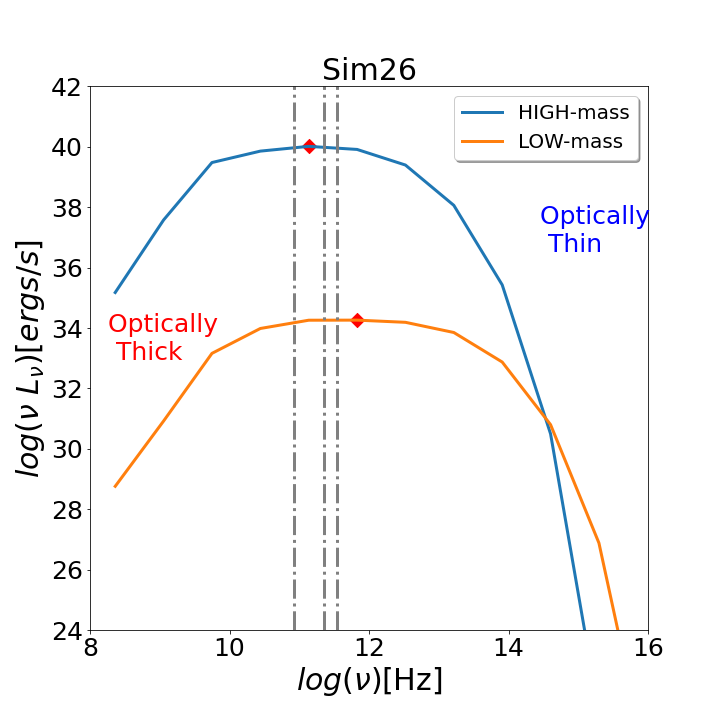 Sim26
HIGH-mass
LOW-mass
Optically
Thin
Optically
Thick
log(ν L_ν)[ergs/s]
42
40
38
36
34
32
30
28
26
24
8
10
12
14
16
log(ν)[Hz]